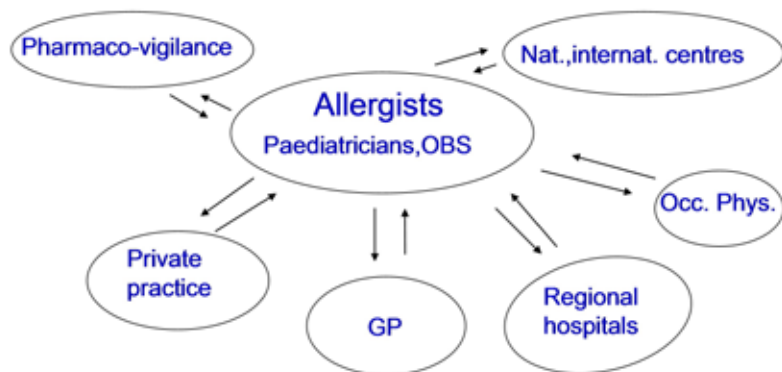 Pharmaco-vigilance
Nat.,internat. centres
Allergists
Paediatricians,OBS
Occ. Phys.
Private
practice
GP
Regional
hospitals